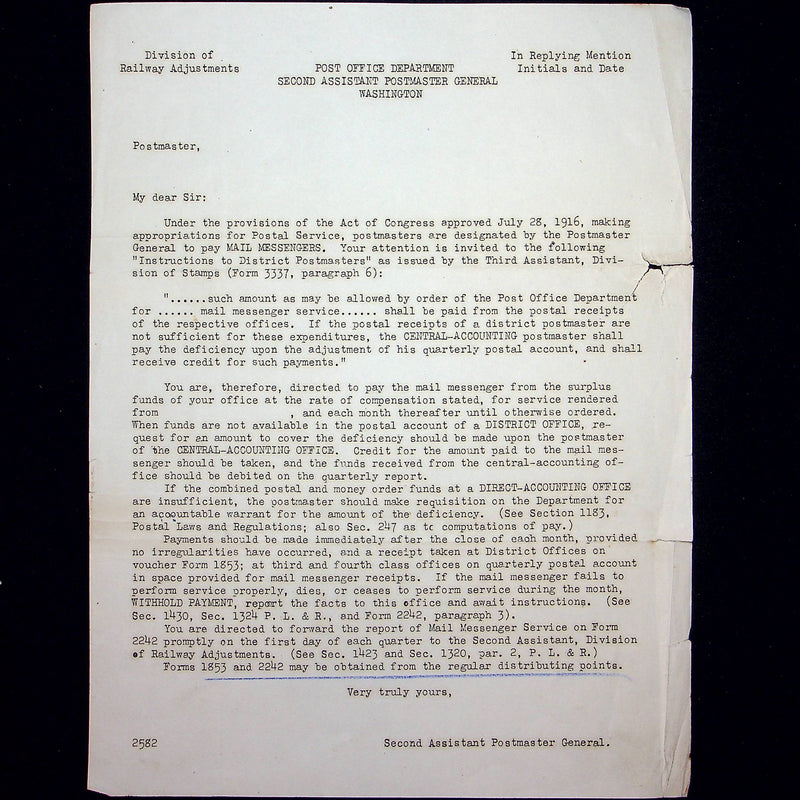 Division of
Railway Adjustments
In Replying Mention
Initials and Date
POST OFFICE DEPARTMENT
SECOND ASSISTANT POSTMASTER GENERAL
WASHINGTON
Postmaster,
My dear Sir:
Under the provisions of the Act of Congress approved July 28, 1916, making
appropriations for Postal Service, postmasters are designated by the Postmaster
General to pay MAIL MESSENGERS. Your attention is invited to the following
"Instructions to District Postmasters" as issued by the Third Assistant, Divi-
sion of Stamps (Form 3337, paragraph 6):
"......such amount as may be allowed by order of the Post Office Department
for ...... mail messenger service...... shall be paid from the postal receipts
of the respective offices. If the postal receipts of a district postmaster are
not sufficient for these expenditures, the CENTRAL-ACCOUNTING postmaster shall
pay the deficiency upon the adjustment of his quarterly postal account, and shall
receive credit for such payments."
You are, therefore, directed to pay the mail messenger from the surplus
funds of your office at the rate of compensation stated, for service rendered
from , and each month thereafter until otherwise ordered.
When funds are not available in the postal account of a DISTRICT OFFICE, re-
quest for an amount to cover the deficiency should be made upon the postmaster
of the CENTRAL-ACCOUNTING OFFICE. Credit for the amount paid to the mail mes-
senger should be taken, and the funds received from the central-accounting of-
fice should be debited on the quarterly report.
If the combined postal and money order funds at a DIRECT-ACCOUNTING OFFICE
are insufficient, the postmaster should make requisition on the Department for
an accountable warrant for the amount of the deficiency. (See Section 1183,
Postal Laws and Regulations; also Sec. 247 as to computations of pay.)
Payments should be made immediately after the close of each month, provided
no irregularities have occurred, and a receipt taken at District Offices on
voucher Form 1853; at third and fourth class offices on quarterly postal account
in space provided for mail messenger receipts. If the mail messenger fails to
perform service properly, dies, or ceases to perform service during the month,
WITHHOLD PAYMENT, report the facts to this office and await instructions. (See
Sec. 1430, Sec. 1324 P. L. & R., and Form 2242, paragraph 3).
You are directed to forward the report of Mail Messenger Service on Form
2242 promptly on the first day of each quarter to the Second Assistant, Division
of Railway Adjustments. (See Sec. 1423 and Sec. 1320, par. 2, P. L. & R.)
Forms 1853 and 2242 may be obtained from the regular distributing points.
Very truly yours,
2582
Second Assistant Postmaster General.